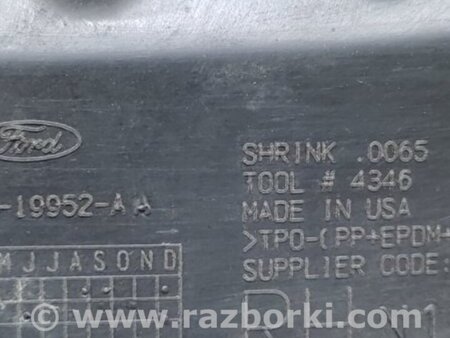 Ford
SHRINK .0065
TOOL # 4346
-19952-AA
MADE IN USA
>TPO-(PP+EPDM+
SUPPLIER CODE:
MJJASOND
© www.razborki.com